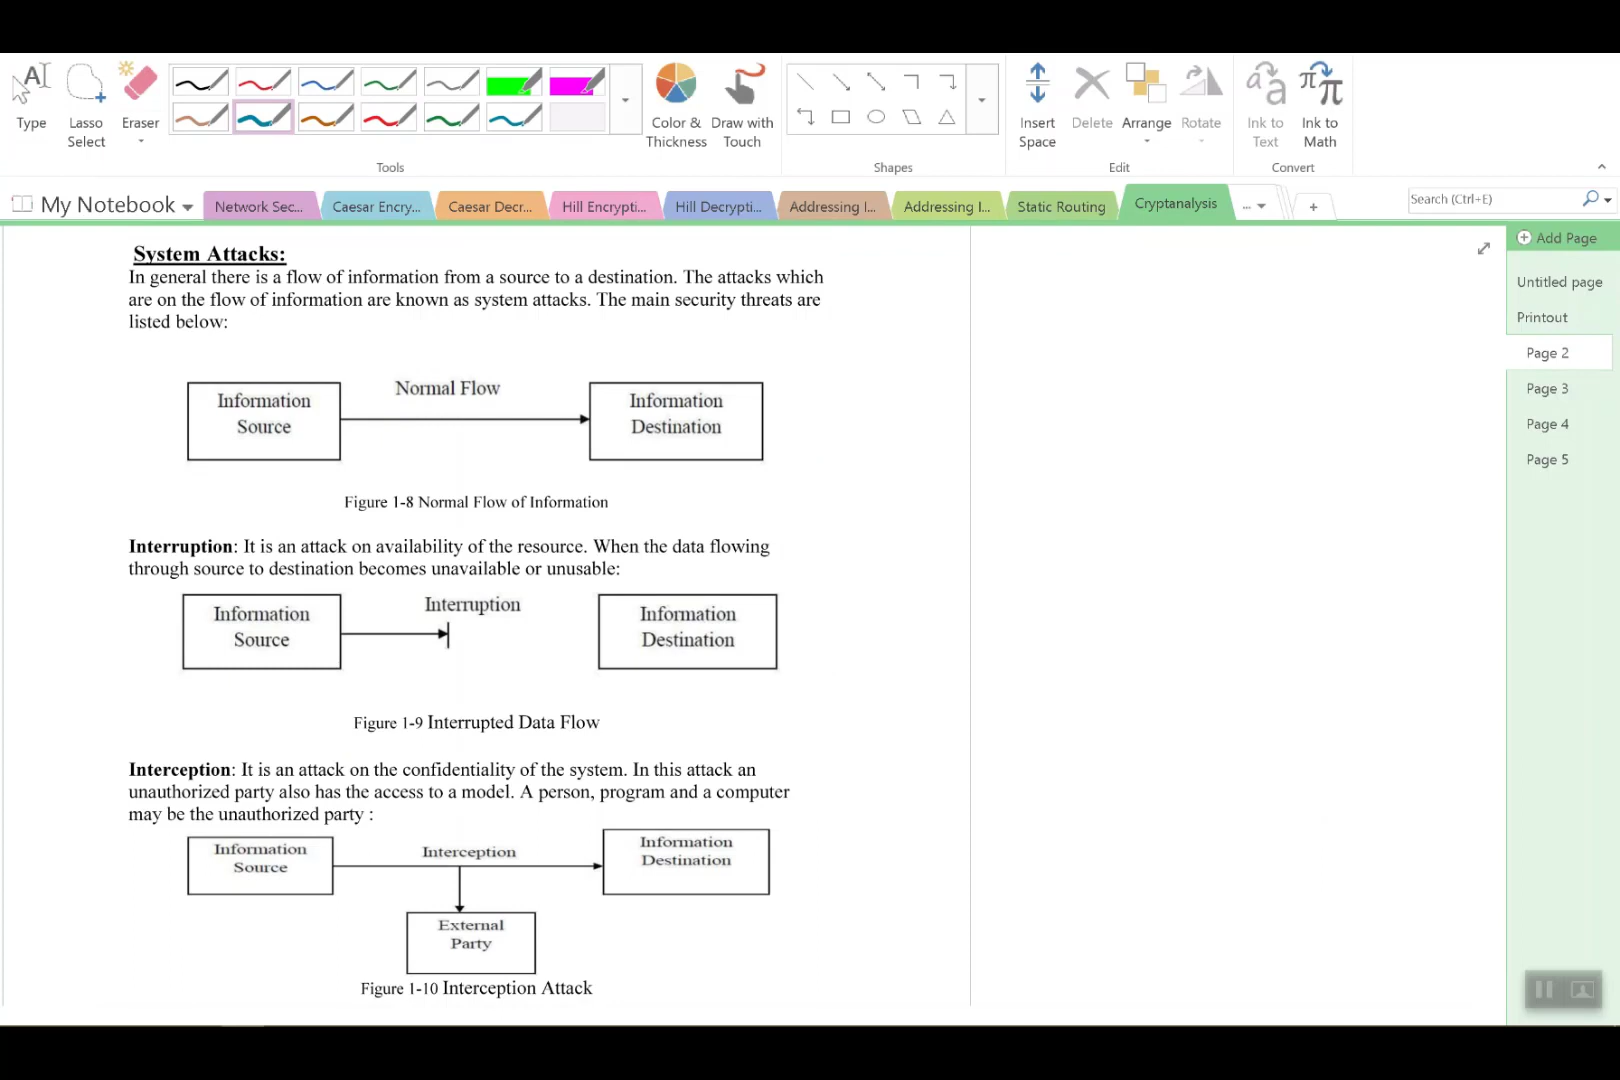 Type
Lasso
Select
Eraser
Color &
Thickness
Draw with
Touch
Insert
Space
Delete
Arrange
Rotate
Ink to
Text
Ink to
Math
Tools
Shapes
Edit
Convert
My Notebook
Network Sec...
Caesar Encry...
Caesar Decr...
Hill Encrypti...
Hill Decrypti...
Addressing I...
Addressing I...
Static Routing
Cryptanalysis
...
Search (Ctrl+E)
Add Page
Untitled page
Printout
Page 2
Page 3
Page 4
Page 5
System Attacks:
In general there is a flow of information from a source to a destination. The attacks which
are on the flow of information are known as system attacks. The main security threats are
listed below:
Information
Source
Normal Flow
Information
Destination
Figure 1-8 Normal Flow of Information
Interruption: It is an attack on availability of the resource. When the data flowing
through source to destination becomes unavailable or unusable:
Information
Source
Interruption
Information
Destination
Figure 1-9 Interrupted Data Flow
Interception: It is an attack on the confidentiality of the system. In this attack an
unauthorized party also has the access to a model. A person, program and a computer
may be the unauthorized party :
Information
Source
Interception
Information
Destination
External
Party
Figure 1-10 Interception Attack